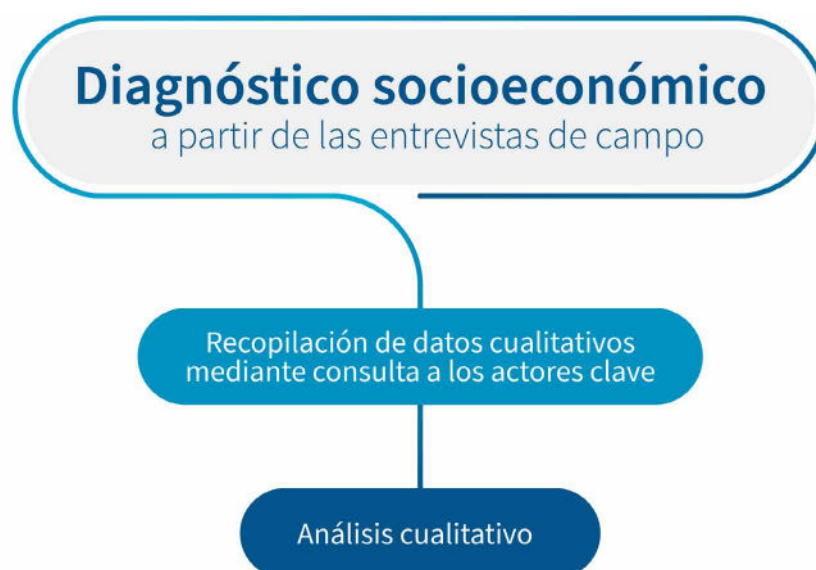 Diagnóstico socioeconómico
a partir de las entrevistas de campo
Recopilación de datos cualitativos
mediante consulta a los actores clave
Análisis cualitativo